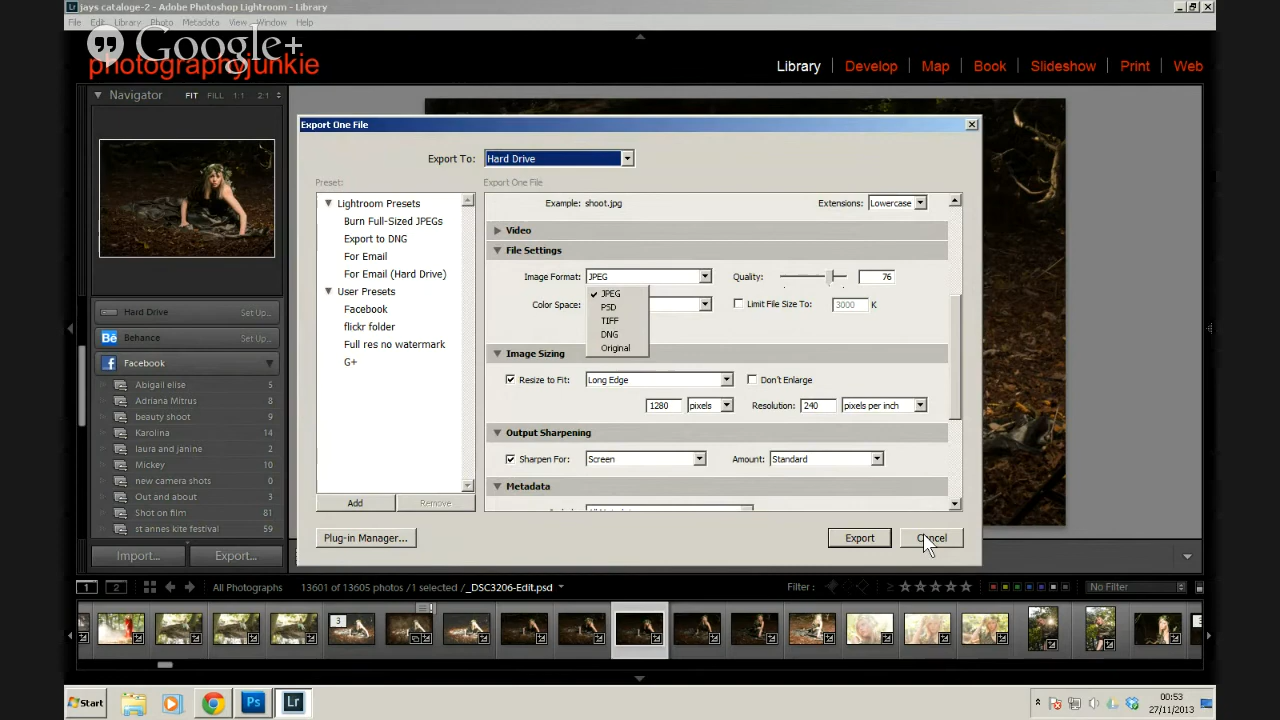 jays cataloge-2 - Adobe Photoshop Lightroom - Library
File Edit Library Photo Metadata View Window Help
Google+
photographyjunkie
Library Develop Map Book Slideshow Print Web
Navigator FIT FILL 1:1 2:1
Export One File
Export To: Hard Drive
Preset:
Export One File
Lightroom Presets
Burn Full-Sized JPEGs
Export to DNG
For Email
For Email (Hard Drive)
User Presets
Facebook
flickr folder
Full res no watermark
G+
Add Remove
Plug-in Manager...
Example: shoot.jpg Extensions: Lowercase
Video
File Settings
Image Format: JPEG Quality: 76
JPEG
PSD
TIFF
DNG
Original
Color Space: Limit File Size To: 3000 K
Image Sizing
Resize to Fit: Long Edge Don't Enlarge
1280 pixels Resolution: 240 pixels per inch
Output Sharpening
Sharpen For: Screen Amount: Standard
Metadata
Export Cancel
Hard Drive Set Up...
Behance Set Up...
Facebook
Abigail elise 5
Adriana Mitrus 8
beauty shoot 9
Karolina 14
laura and janine 2
Mickey 10
new camera shots 0
Out and about 3
Shot on film 81
st annes kite festival 59
Import... Export...
1 2 All Photographs 13601 of 13605 photos /1 selected /_DSC3206-Edit.psd Filter : No Filter
3
Start
Ps
Lr
00:53
27/11/2013